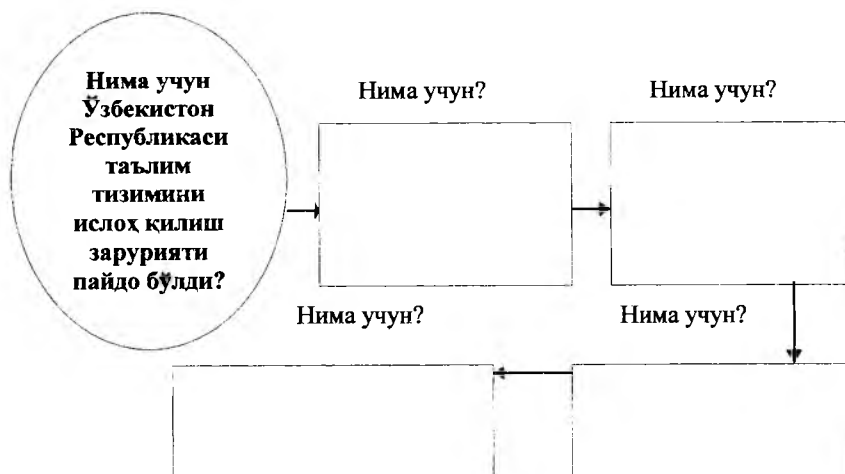 Нима учун
Ўзбекистон
Республикаси
таълим
тизимини
ислоҳ қилиш
зарурияти
пайдо бўлди?
Нима учун?
Нима учун?
Нима учун?
Нима учун?